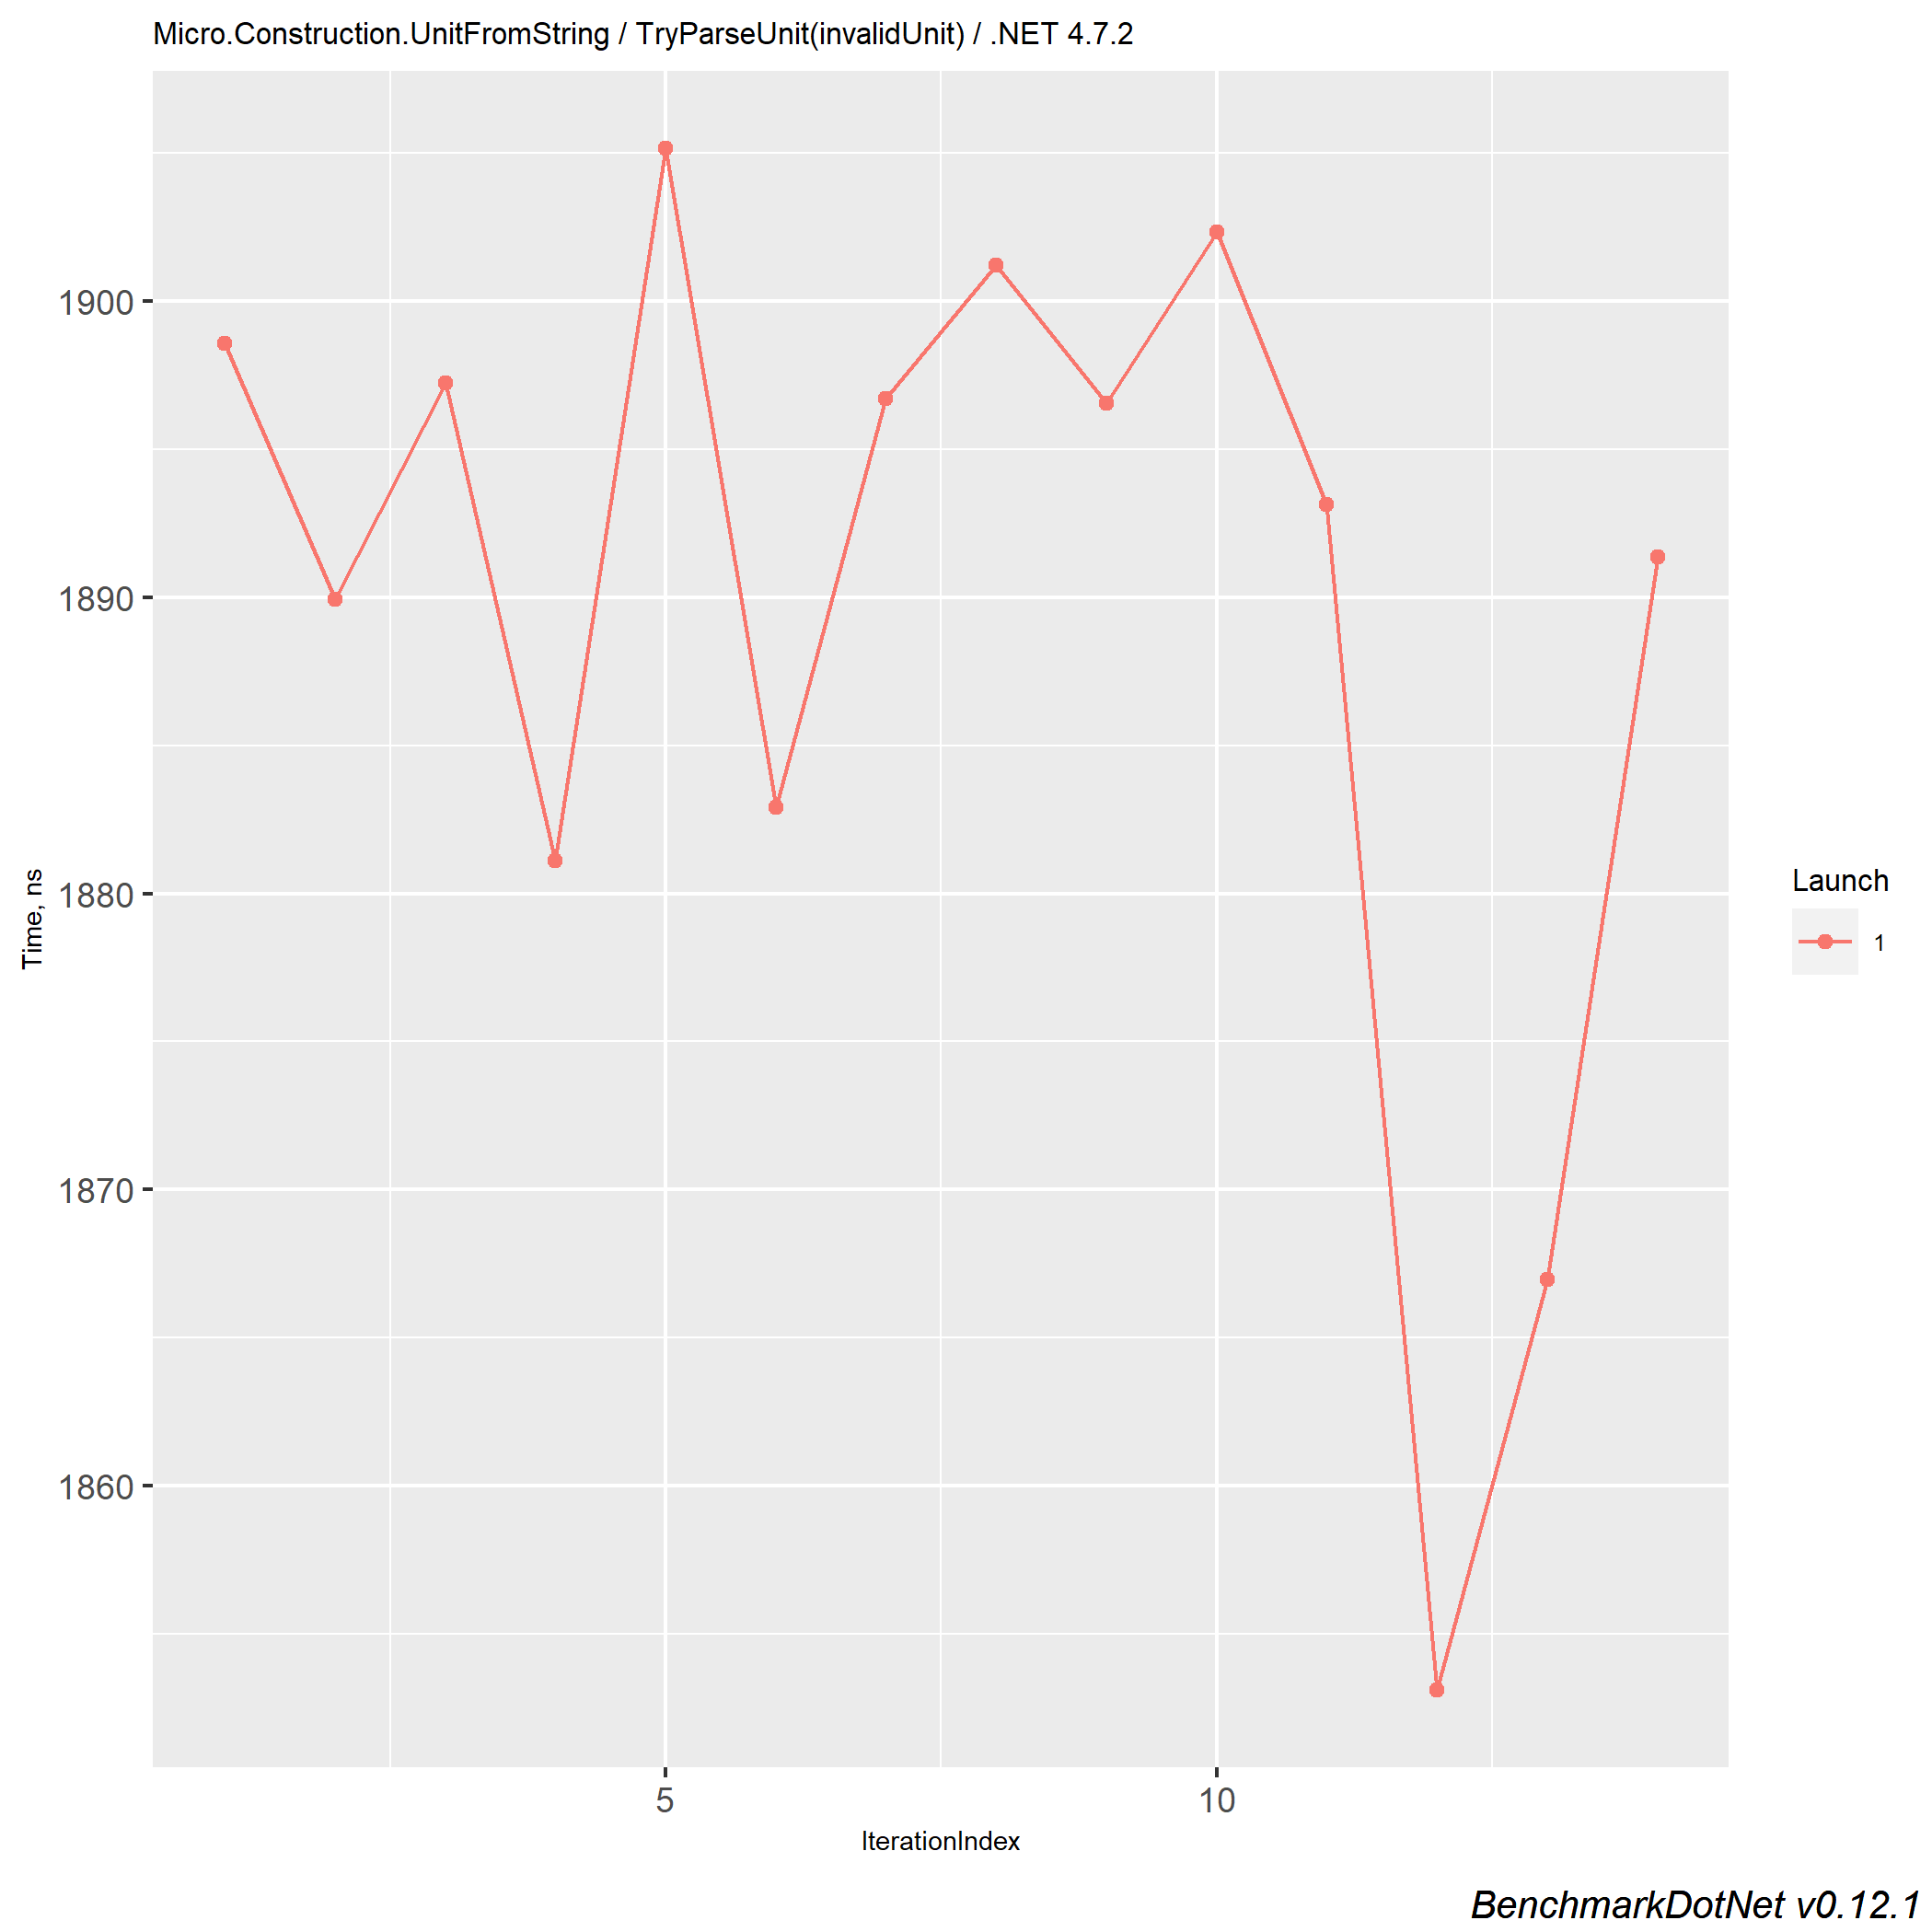 Micro.Construction.UnitFromString / TryParseUnit(invalidUnit) / .NET 4.7.2
1900
1890
1880
1870
1860
Time, ns
5
10
IterationIndex
Launch
1
BenchmarkDotNet v0.12.1